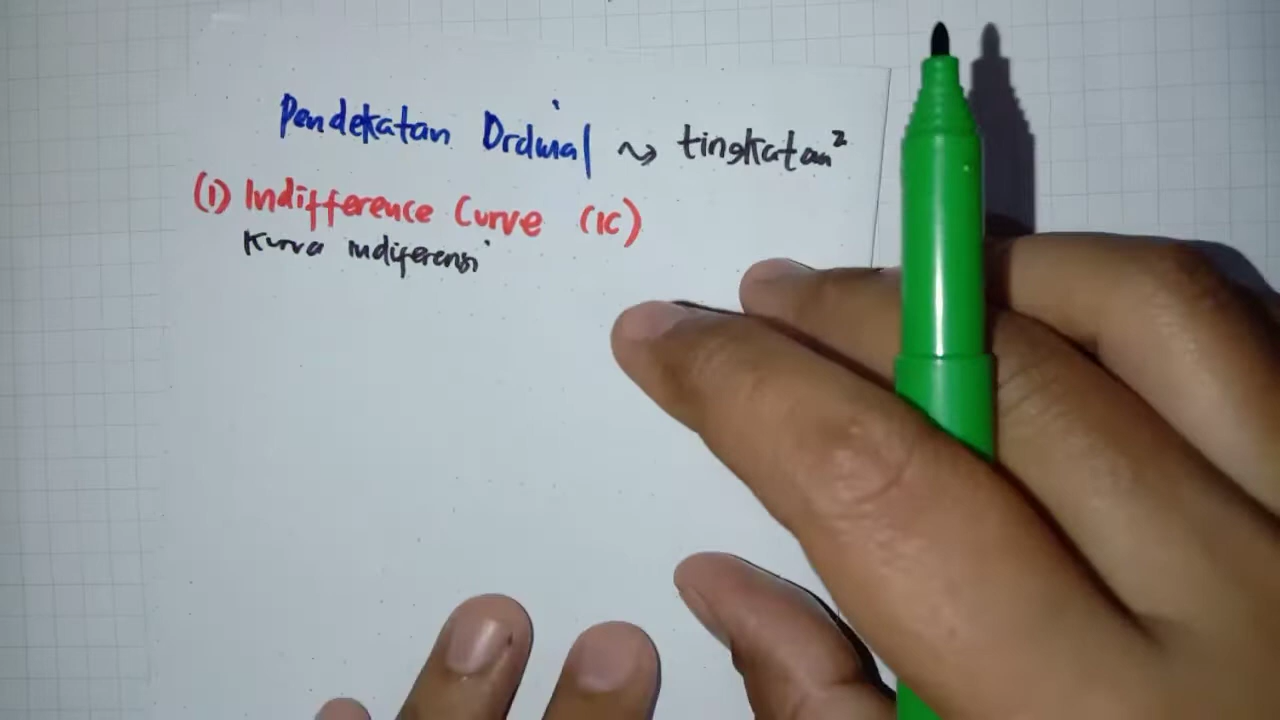 Pendekatan Ordinal ⤳ tingkatan²
(1) Indifference Curve (IC)
Kurva indiferensi